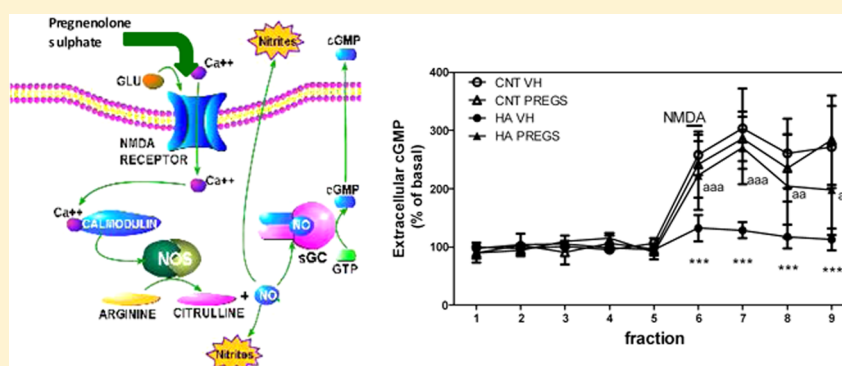 Pregnenolone
sulphate
Ca++
GLU
NMDA
RECEPTOR
Nitrites
cGMP
Ca++
Ca++
CALMODULIN
NOS
ARGININE
CITRULLINE
+
NO
NO
sGC
cGMP
GTP
Nitrites
Extracellular cGMP
(% of basal)
400
300
200
100
0
CNT VH
CNT PREGS
HA VH
HA PREGS
NMDA
aaa
aaa
aa
a
***
***
***
***
1 2 3 4 5 6 7 8 9
fraction